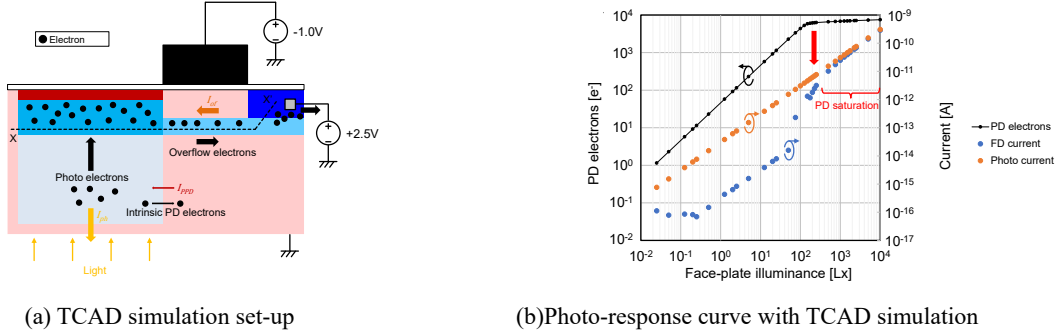 Electron
-1.0V
+2.5V
I_of
X
X'
Overflow electrons
Photo electrons
I_PPD
Intrinsic PD electrons
I_ph
Light
(a) TCAD simulation set-up
PD electrons [e-]
10^4
10^3
10^2
10^1
10^0
10^-1
10^-2
10^-2 10^-1 10^0 10^1 10^2 10^3 10^4
Face-plate illuminance [Lx]
10^-9
10^-10
10^-11
10^-12
10^-13
10^-14
10^-15
10^-16
10^-17
Current [A]
PD saturation
PD electrons
FD current
Photo current
(b)Photo-response curve with TCAD simulation